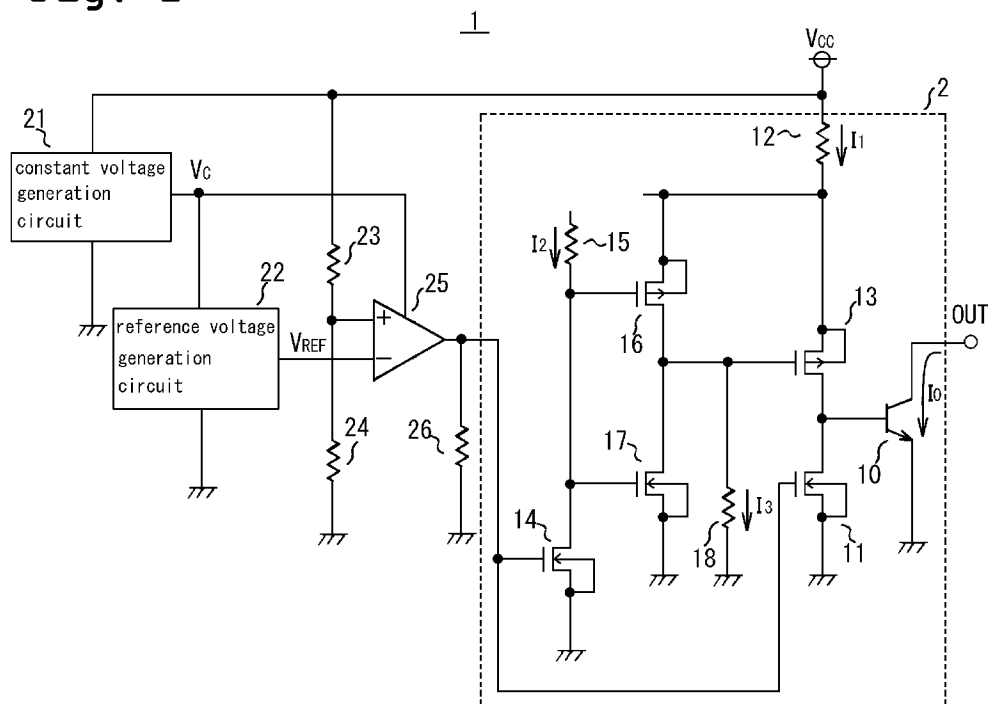 1
VCC
2
21
12
I1
constant voltage
generation
circuit
VC
23
I2
15
22
25
13
reference voltage
generation
circuit
VREF
+
−
16
OUT
I0
24
26
17
10
14
18
I3
11